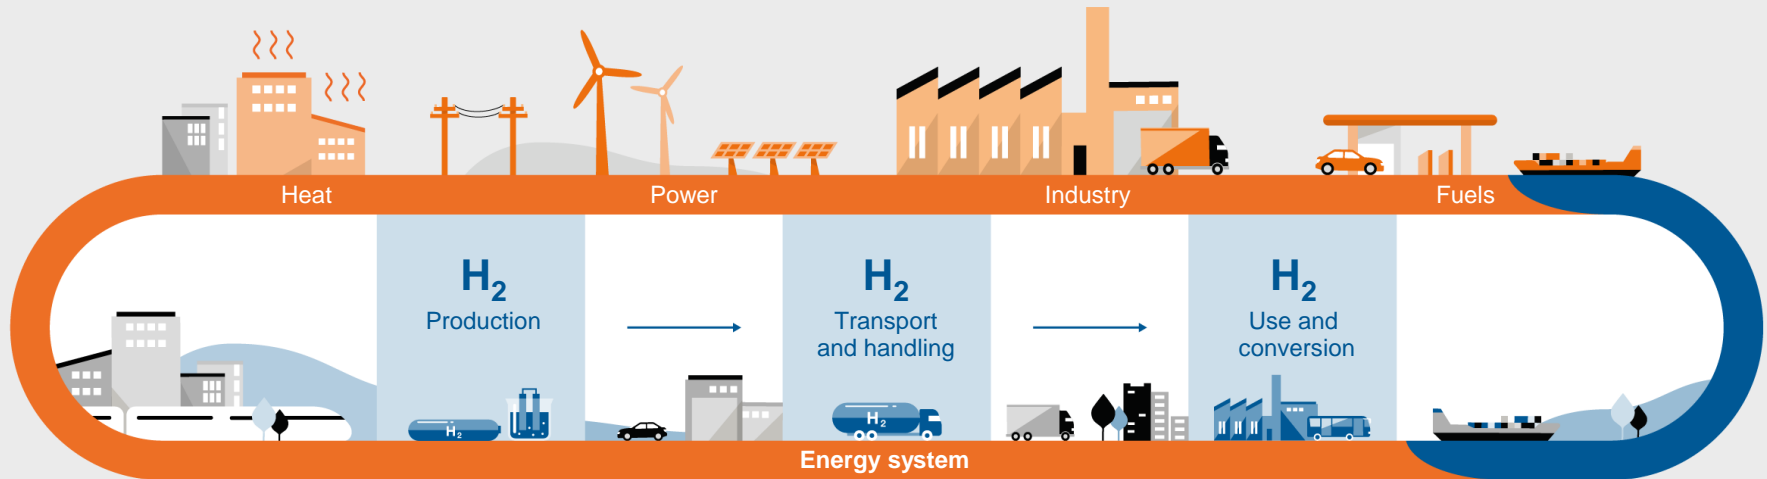 Heat
Power
Industry
Fuels
H₂
Production
H₂
Transport
and handling
H₂
Use and
conversion
H₂
H₂
Energy system